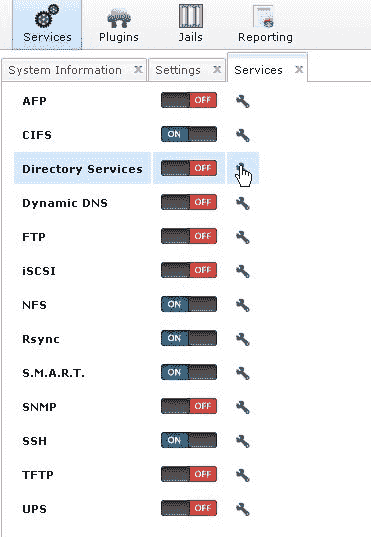 Services Plugins Jails Reporting
System Information x Settings x Services x
AFP OFF
CIFS ON
Directory Services OFF
Dynamic DNS OFF
FTP OFF
iSCSI OFF
NFS ON
Rsync ON
S.M.A.R.T. ON
SNMP OFF
SSH ON
TFTP OFF
UPS OFF